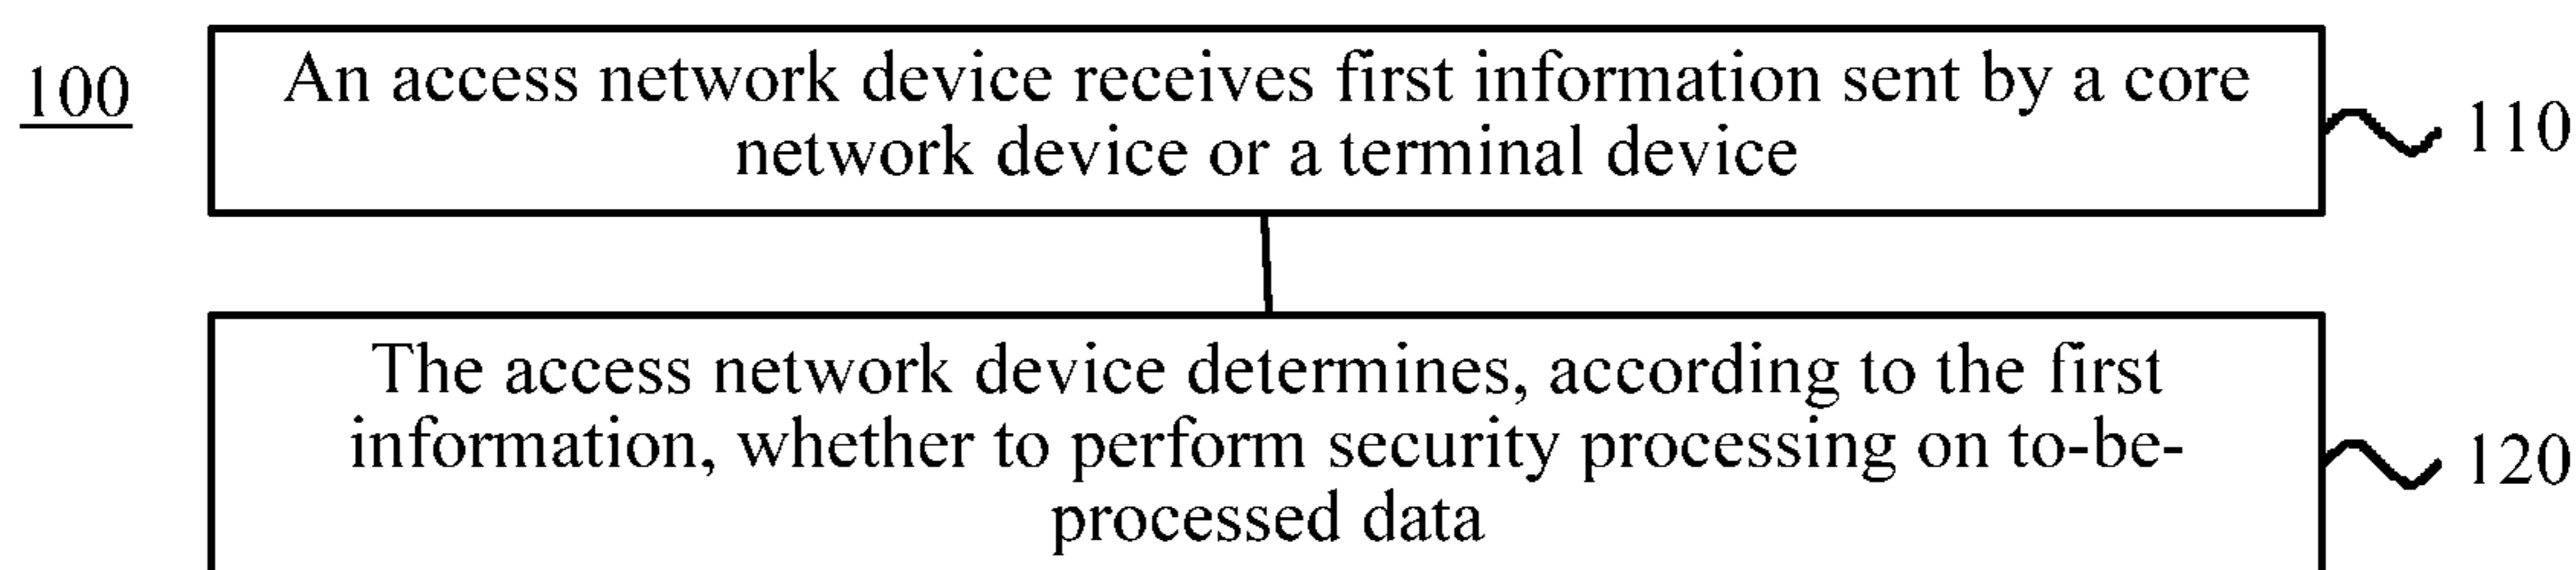 100
An access network device receives first information sent by a core
network device or a terminal device
110
The access network device determines, according to the first
information, whether to perform security processing on to-be-
processed data
120